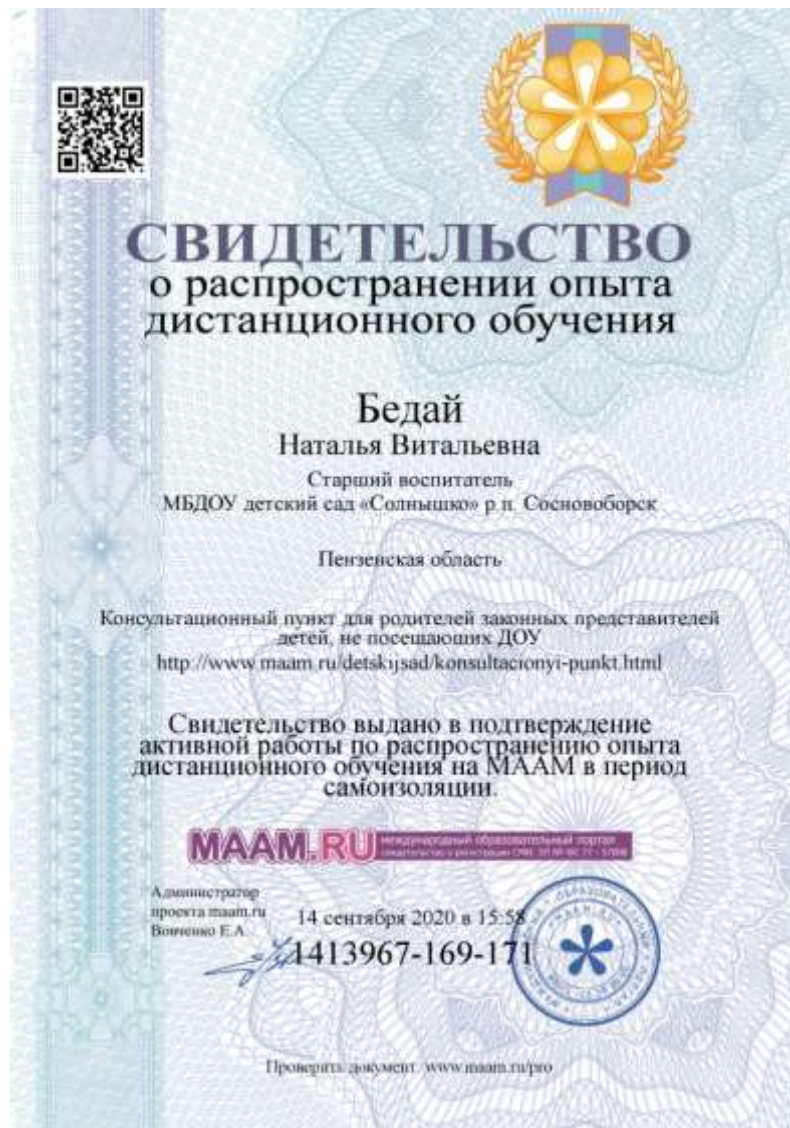 СВИДЕТЕЛЬСТВО
о распространении опыта
дистанционного обучения
Бедай
Наталья Витальевна
Старший воспитатель
МБДОУ детский сад «Солнышко» р.п. Сосновоборск
Пензенская область
Консультационный пункт для родителей законных представителей
детей, не посещающих ДОУ
http://www.maam.ru/detskijsad/konsultacionyi-punkt.html
Свидетельство выдано в подтверждение
активной работы по распространению опыта
дистанционного обучения на МААМ в период
самоизоляции.
MAAM.RU международный образовательный портал
Администратор
проекта maam.ru
Вовченко Е.А.
14 сентября 2020 в 15:58
1413967-169-171
Проверить документ www.maam.ru/pro